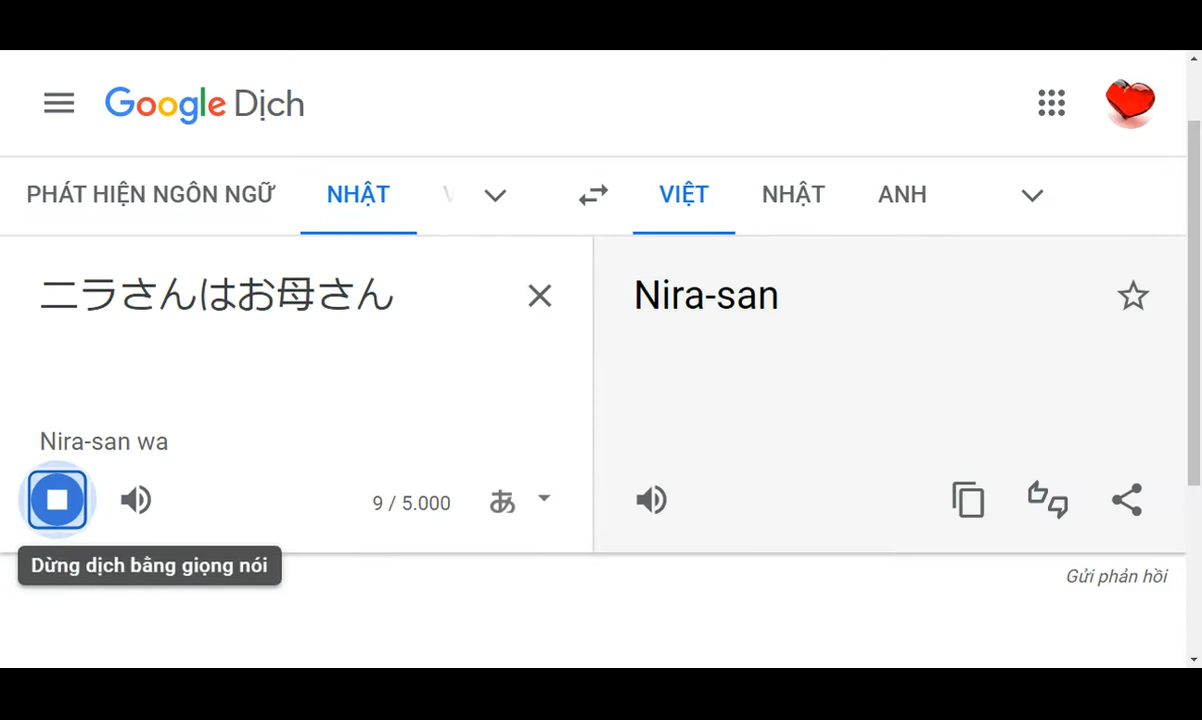 Google Dịch
PHÁT HIỆN NGÔN NGỮ NHẬT VIỆT NHẬT ANH
ニラさんはお母さん
Nira-san
Nira-san wa
9 / 5.000 あ
Dừng dịch bằng giọng nói
Gửi phản hồi